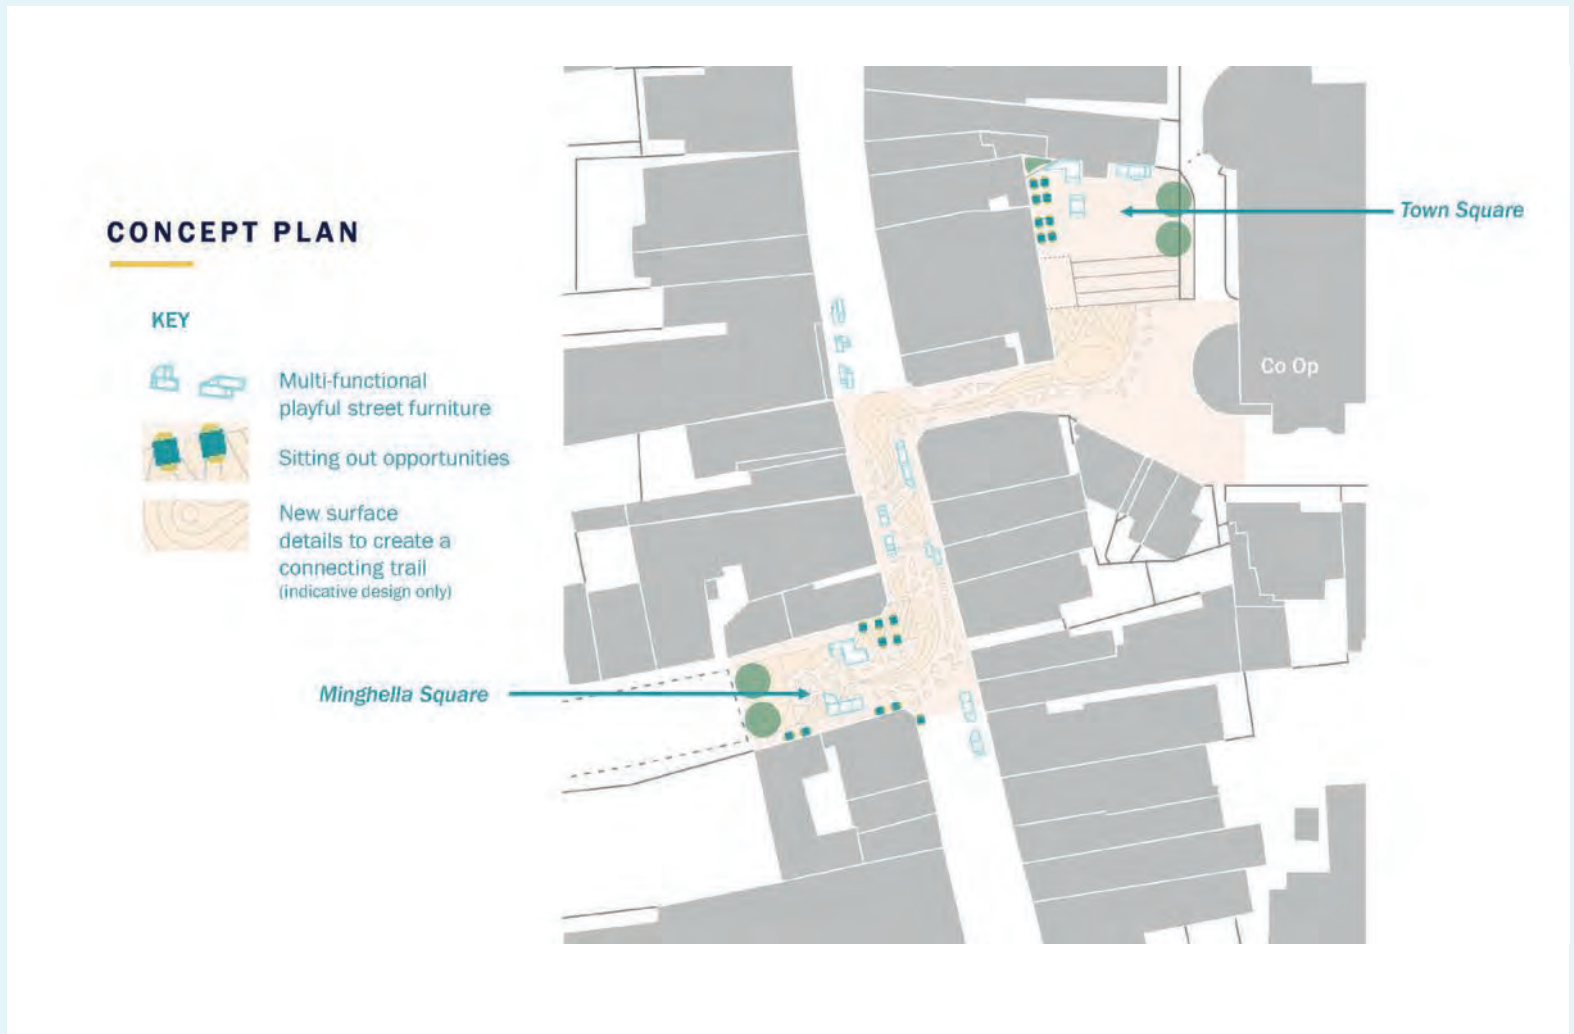 CONCEPT PLAN
KEY
Multi-functional
playful street furniture
Sitting out opportunities
New surface
details to create a
connecting trail
(indicative design only)
Town Square
Co Op
Minghella Square